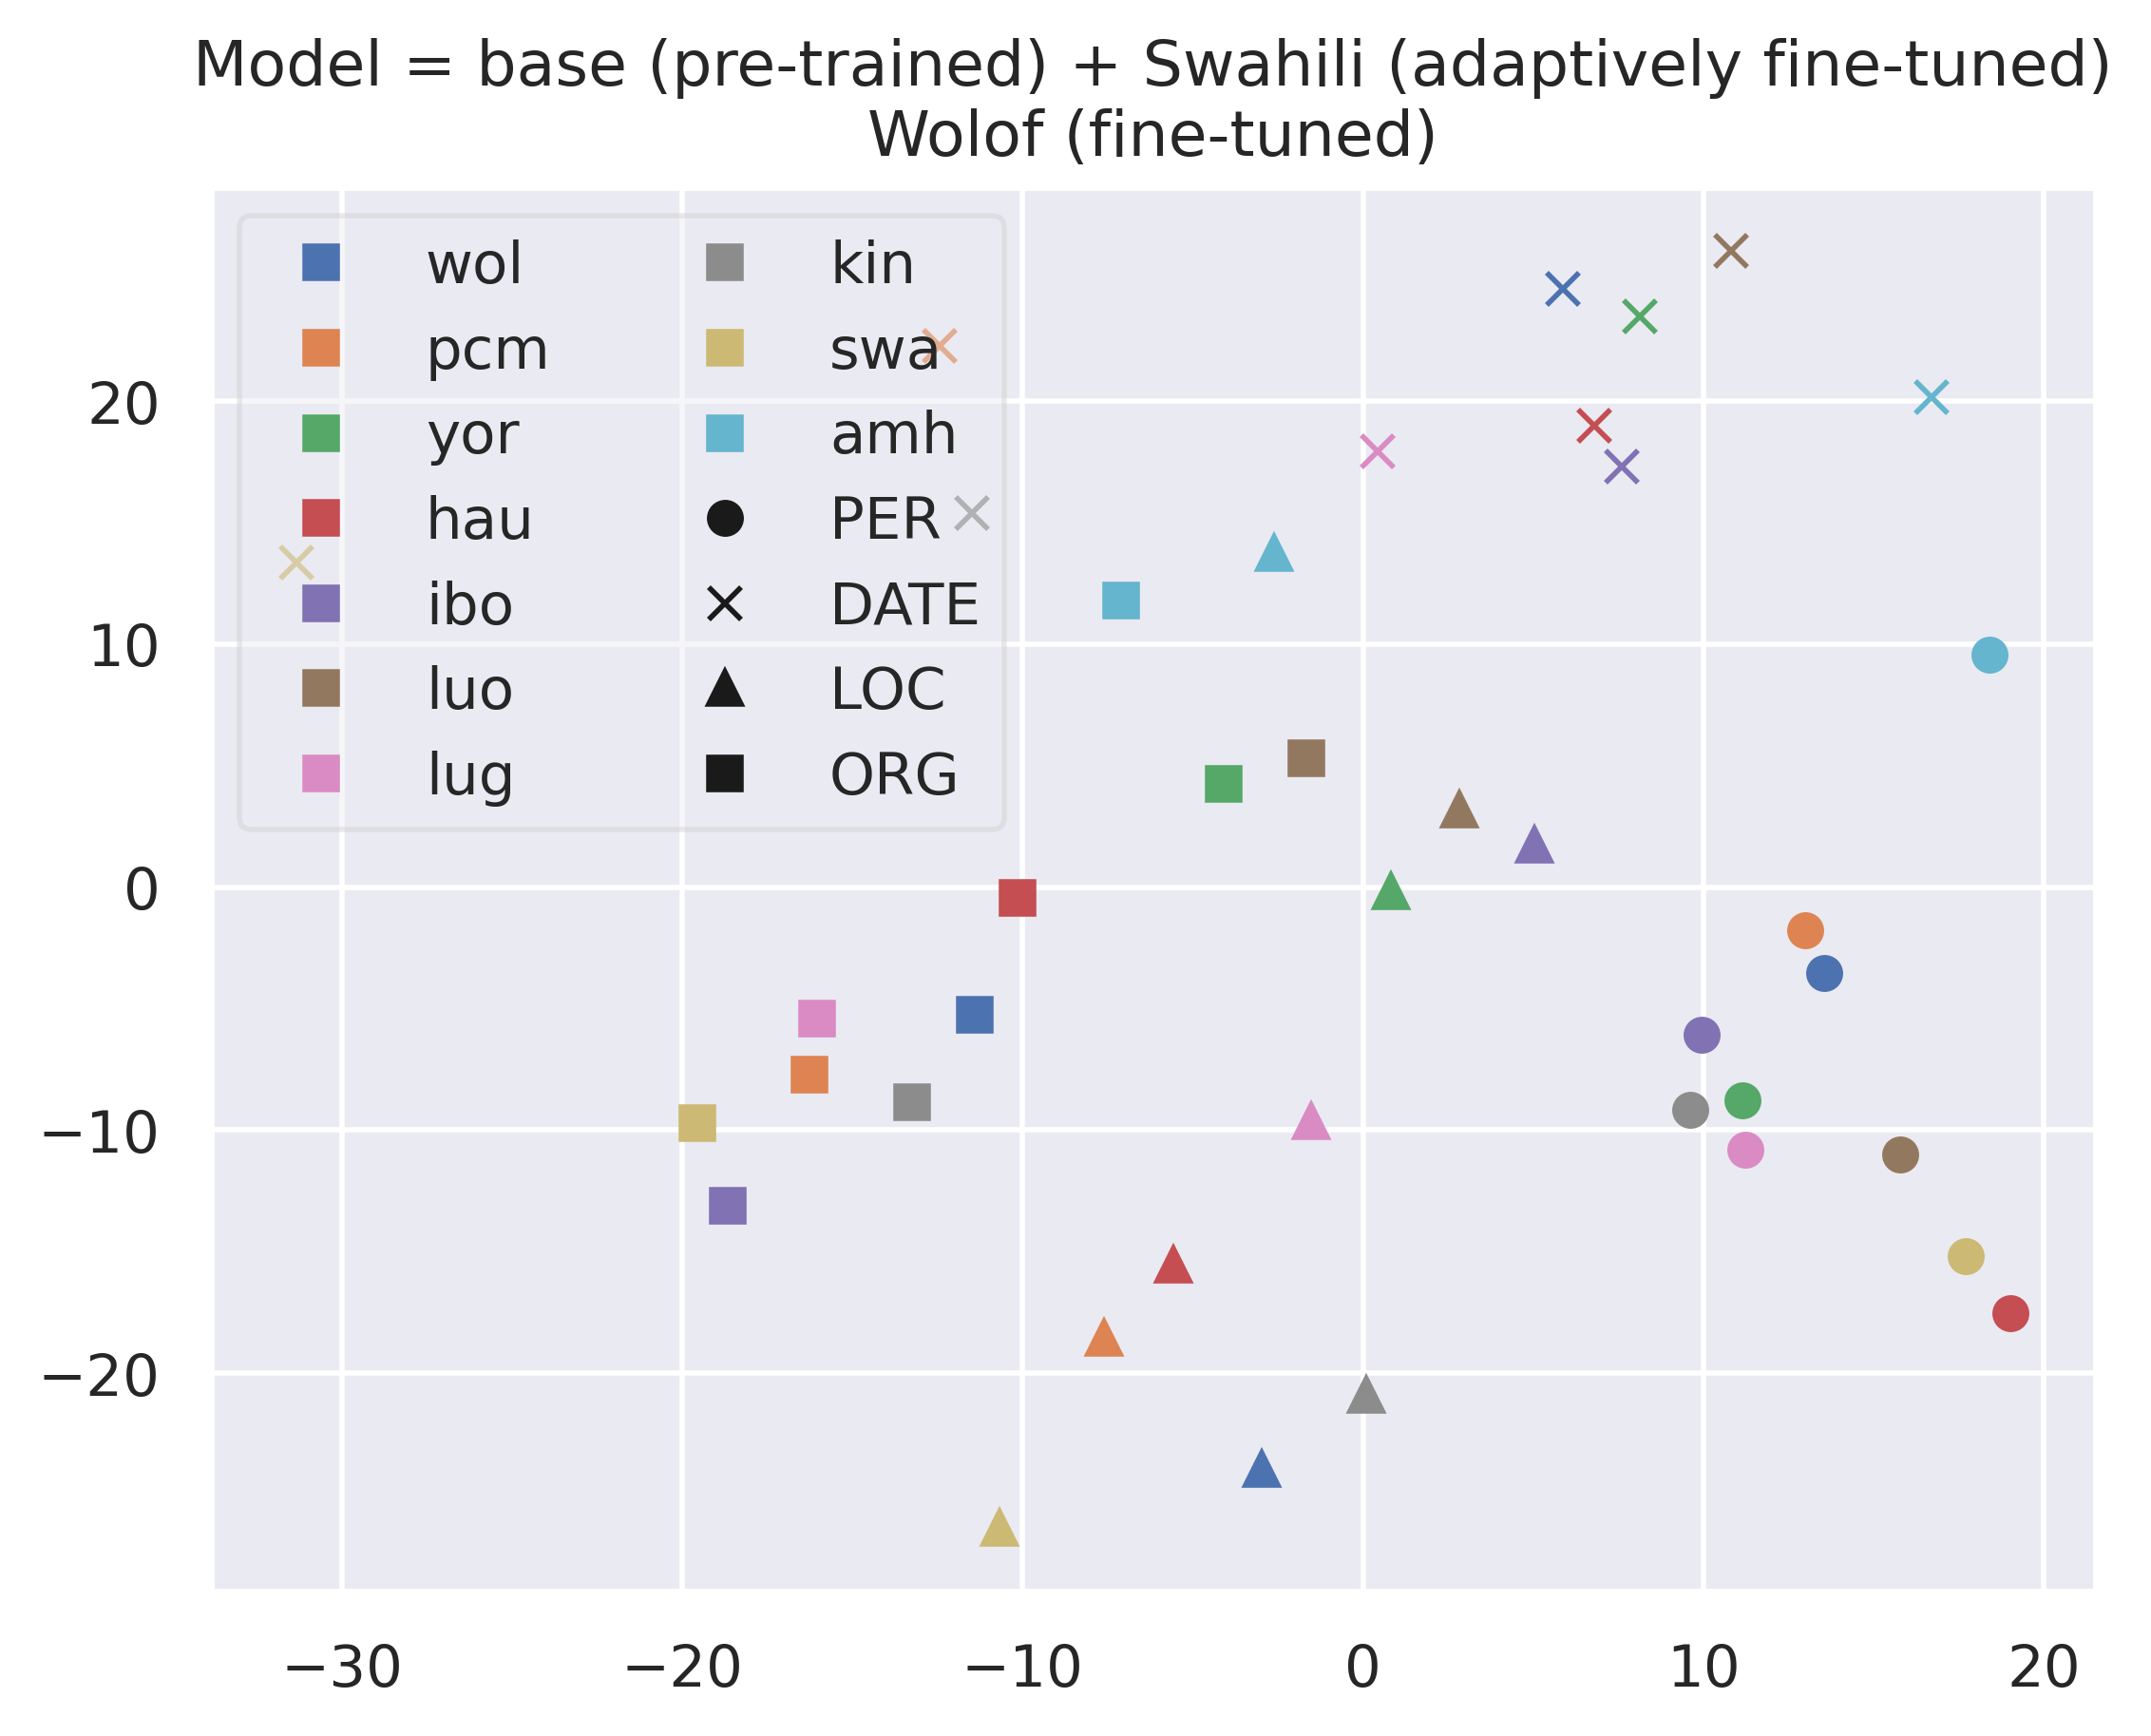 Model = base (pre-trained) + Swahili (adaptively fine-tuned)
Wolof (fine-tuned)
wol
pcm
yor
hau
ibo
luo
lug
kin
swa
amh
PER
DATE
LOC
ORG
20
10
0
−10
−20
−30
−20
−10
0
10
20